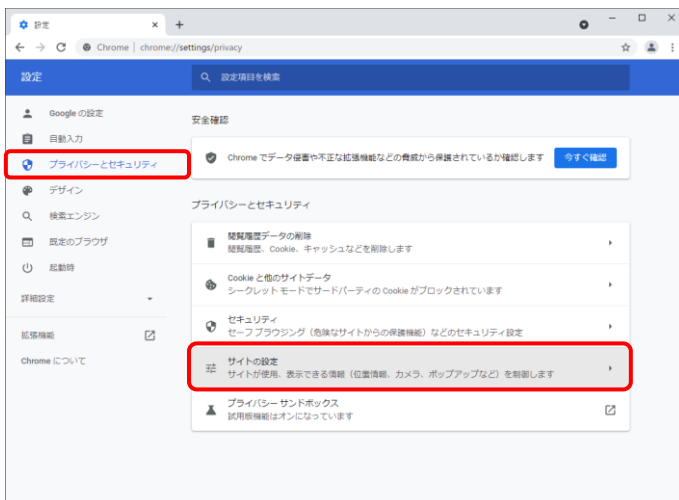 設定
Chrome | chrome://settings/privacy
設定
設定項目を検索
Google の設定
自動入力
プライバシーとセキュリティ
デザイン
検索エンジン
既定のブラウザ
起動時
詳細設定
拡張機能
Chrome について
安全確認
Chrome でデータ侵害や不正な拡張機能などの脅威から保護されているか確認します
今すぐ確認
プライバシーとセキュリティ
閲覧履歴データの削除
閲覧履歴、Cookie、キャッシュなどを削除します
Cookie と他のサイトデータ
シークレット モードでサードパーティの Cookie がブロックされています
セキュリティ
セーフ ブラウジング（危険なサイトからの保護機能）などのセキュリティ設定
サイトの設定
サイトが使用、表示できる情報（位置情報、カメラ、ポップアップなど）を制御します
プライバシー サンドボックス
試用版機能はオンになっています